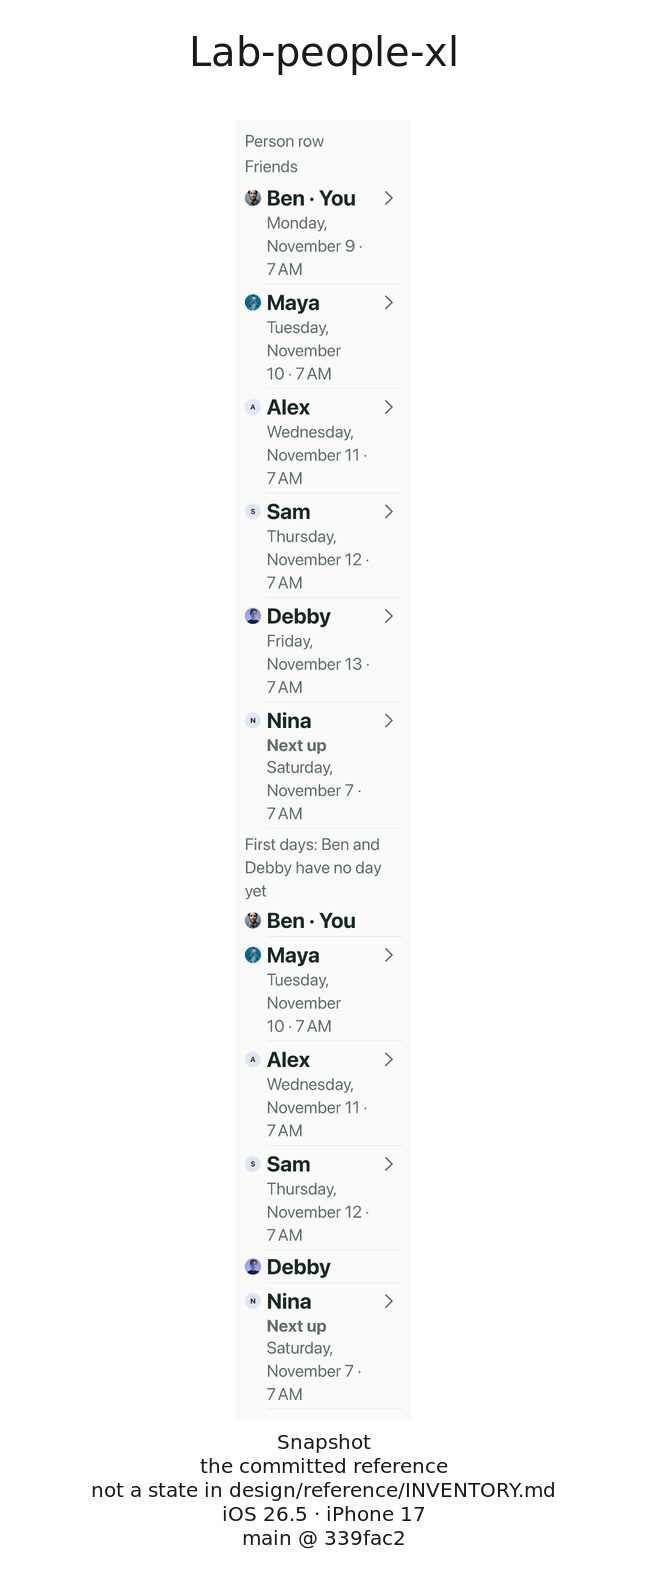 Lab-people-xl
Person row
Friends
Ben · You
Monday,
November 9 ·
7 AM
Maya
Tuesday,
November
10 · 7 AM
A
Alex
Wednesday,
November 11 ·
7 AM
S
Sam
Thursday,
November 12 ·
7 AM
Debby
Friday,
November 13 ·
7 AM
N
Nina
Next up
Saturday,
November 7 ·
7 AM
First days: Ben and
Debby have no day
yet
Ben · You
Maya
Tuesday,
November
10 · 7 AM
A
Alex
Wednesday,
November 11 ·
7 AM
S
Sam
Thursday,
November 12 ·
7 AM
Debby
N
Nina
Next up
Saturday,
November 7 ·
7 AM
Snapshot
the committed reference
not a state in design/reference/INVENTORY.md
iOS 26.5 · iPhone 17
main @ 339fac2